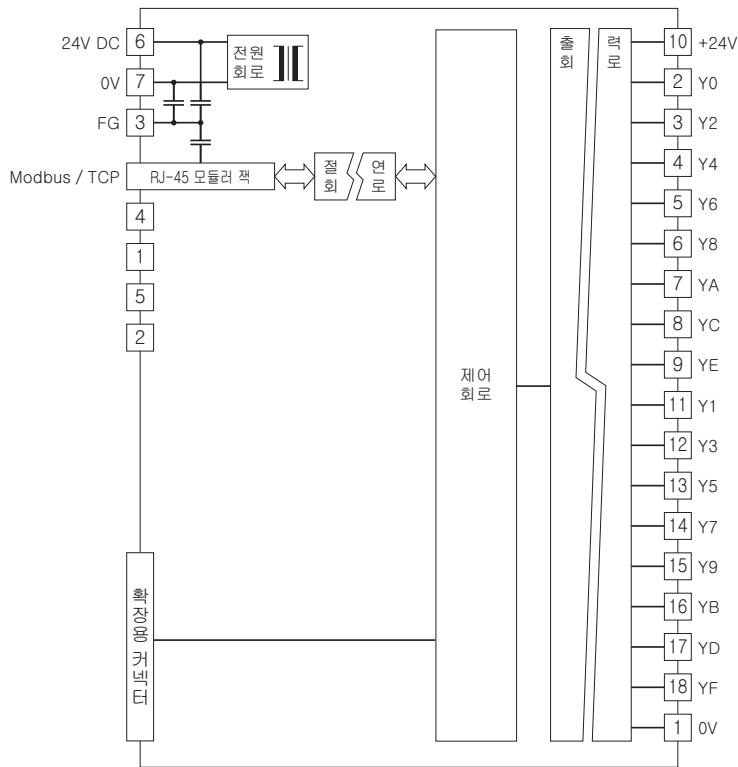 24V DC 6
0V 7
FG 3
Modbus / TCP RJ-45 모듈러 잭
4
1
5
2
전원
회로
절 연
회 로
확장용 커넥터
제어
회로
출 력
회 로
10 +24V
2 Y0
3 Y2
4 Y4
5 Y6
6 Y8
7 YA
8 YC
9 YE
11 Y1
12 Y3
13 Y5
14 Y7
15 Y9
16 YB
17 YD
18 YF
1 0V